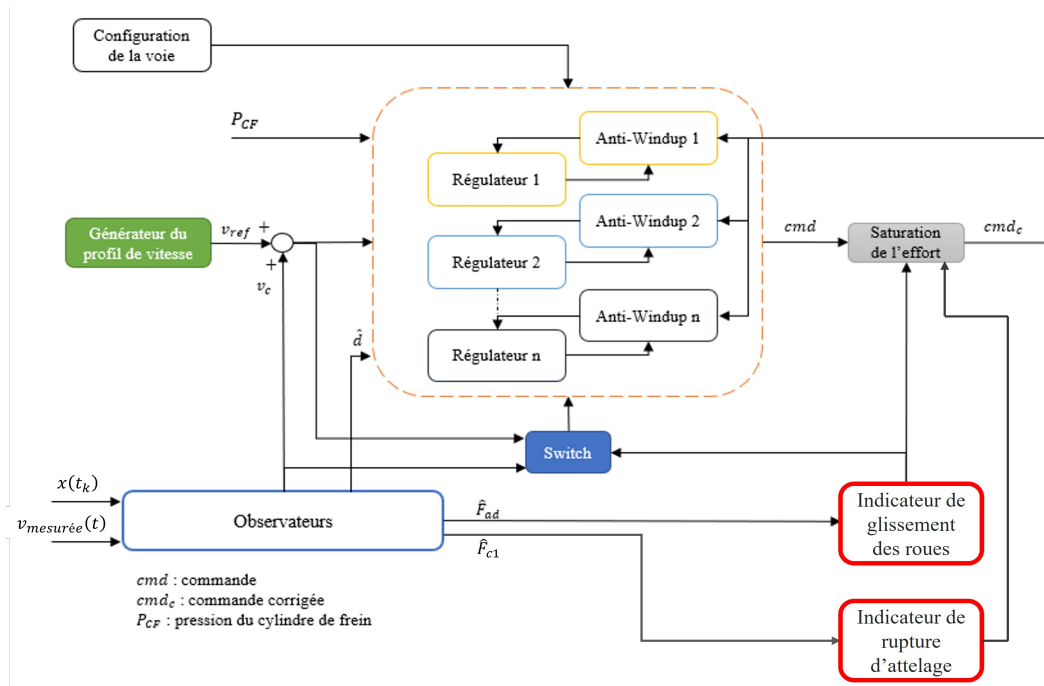 Configuration
de la voie
P_CF
Anti-Windup 1
Régulateur 1
Générateur du
profil de vitesse
v_ref
+
+
v_c
Anti-Windup 2
Régulateur 2
cmd
Saturation
de l’effort
cmd_c
d̂
Anti-Windup n
Régulateur n
Switch
x(t_k)
v_mesurée(t)
Observateurs
F̂_ad
F̂_c1
Indicateur de
glissement
des roues
cmd : commande
cmd_c : commande corrigée
P_CF : pression du cylindre de frein
Indicateur de
rupture
d’attelage